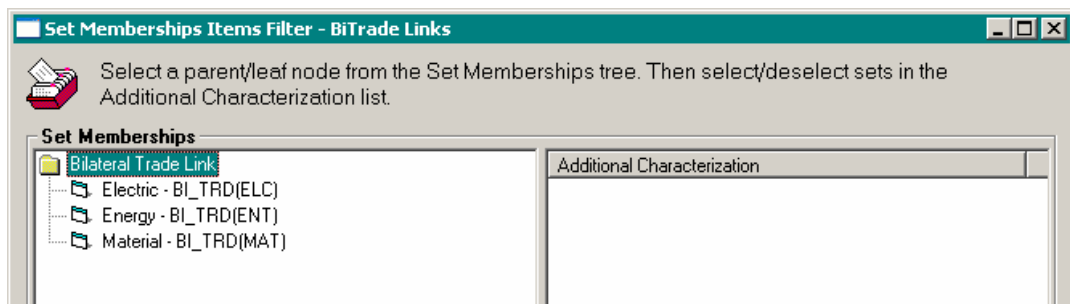 Set Memberships Items Filter - BiTrade Links
Select a parent/leaf node from the Set Memberships tree. Then select/deselect sets in the
Additional Characterization list.
Set Memberships
Bilateral Trade Link
Additional Characterization
Electric - BI_TRD(ELC)
Energy - BI_TRD(ENT)
Material - BI_TRD(MAT)